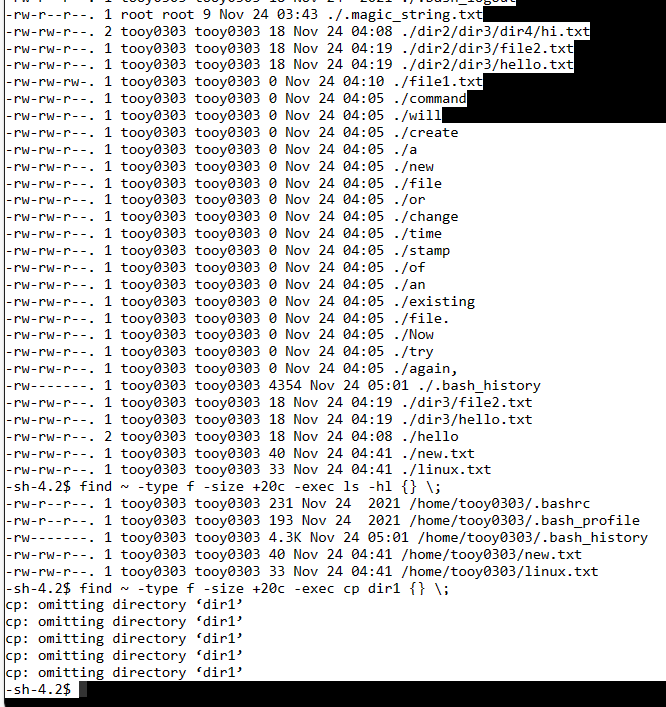 -rw-r--r--. 1 root root 9 Nov 24 03:43 ./.magic_string.txt
-rw-rw-r--. 2 tooy0303 tooy0303 18 Nov 24 04:08 ./dir2/dir3/dir4/hi.txt
-rw-rw-r--. 1 tooy0303 tooy0303 18 Nov 24 04:19 ./dir2/dir3/file2.txt
-rw-rw-r--. 1 tooy0303 tooy0303 18 Nov 24 04:19 ./dir2/dir3/hello.txt
-rw-rw-rw-. 1 tooy0303 tooy0303 0 Nov 24 04:10 ./file1.txt
-rw-rw-r--. 1 tooy0303 tooy0303 0 Nov 24 04:05 ./command
-rw-rw-r--. 1 tooy0303 tooy0303 0 Nov 24 04:05 ./will
-rw-rw-r--. 1 tooy0303 tooy0303 0 Nov 24 04:05 ./create
-rw-rw-r--. 1 tooy0303 tooy0303 0 Nov 24 04:05 ./a
-rw-rw-r--. 1 tooy0303 tooy0303 0 Nov 24 04:05 ./new
-rw-rw-r--. 1 tooy0303 tooy0303 0 Nov 24 04:05 ./file
-rw-rw-r--. 1 tooy0303 tooy0303 0 Nov 24 04:05 ./or
-rw-rw-r--. 1 tooy0303 tooy0303 0 Nov 24 04:05 ./change
-rw-rw-r--. 1 tooy0303 tooy0303 0 Nov 24 04:05 ./time
-rw-rw-r--. 1 tooy0303 tooy0303 0 Nov 24 04:05 ./stamp
-rw-rw-r--. 1 tooy0303 tooy0303 0 Nov 24 04:05 ./of
-rw-rw-r--. 1 tooy0303 tooy0303 0 Nov 24 04:05 ./an
-rw-rw-r--. 1 tooy0303 tooy0303 0 Nov 24 04:05 ./existing
-rw-rw-r--. 1 tooy0303 tooy0303 0 Nov 24 04:05 ./file.
-rw-rw-r--. 1 tooy0303 tooy0303 0 Nov 24 04:05 ./Now
-rw-rw-r--. 1 tooy0303 tooy0303 0 Nov 24 04:05 ./try
-rw-rw-r--. 1 tooy0303 tooy0303 0 Nov 24 04:05 ./again,
-rw-------. 1 tooy0303 tooy0303 4354 Nov 24 05:01 ./.bash_history
-rw-rw-r--. 1 tooy0303 tooy0303 18 Nov 24 04:19 ./dir3/file2.txt
-rw-rw-r--. 1 tooy0303 tooy0303 18 Nov 24 04:19 ./dir3/hello.txt
-rw-rw-r--. 2 tooy0303 tooy0303 18 Nov 24 04:08 ./hello
-rw-rw-r--. 1 tooy0303 tooy0303 40 Nov 24 04:41 ./new.txt
-rw-rw-r--. 1 tooy0303 tooy0303 33 Nov 24 04:41 ./linux.txt
-sh-4.2$ find ~ -type f -size +20c -exec ls -hl {} \;
-rw-r--r--. 1 tooy0303 tooy0303 231 Nov 24  2021 /home/tooy0303/.bashrc
-rw-r--r--. 1 tooy0303 tooy0303 193 Nov 24  2021 /home/tooy0303/.bash_profile
-rw-------. 1 tooy0303 tooy0303 4.3K Nov 24 05:01 /home/tooy0303/.bash_history
-rw-rw-r--. 1 tooy0303 tooy0303 40 Nov 24 04:41 /home/tooy0303/new.txt
-rw-rw-r--. 1 tooy0303 tooy0303 33 Nov 24 04:41 /home/tooy0303/linux.txt
-sh-4.2$ find ~ -type f -size +20c -exec cp dir1 {} \;
cp: omitting directory ‘dir1’
cp: omitting directory ‘dir1’
cp: omitting directory ‘dir1’
cp: omitting directory ‘dir1’
cp: omitting directory ‘dir1’
-sh-4.2$